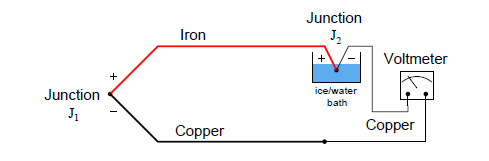 Junction
J2
Iron
Voltmeter
+
−
+
Junction
J1
−
ice/water
bath
Copper
Copper